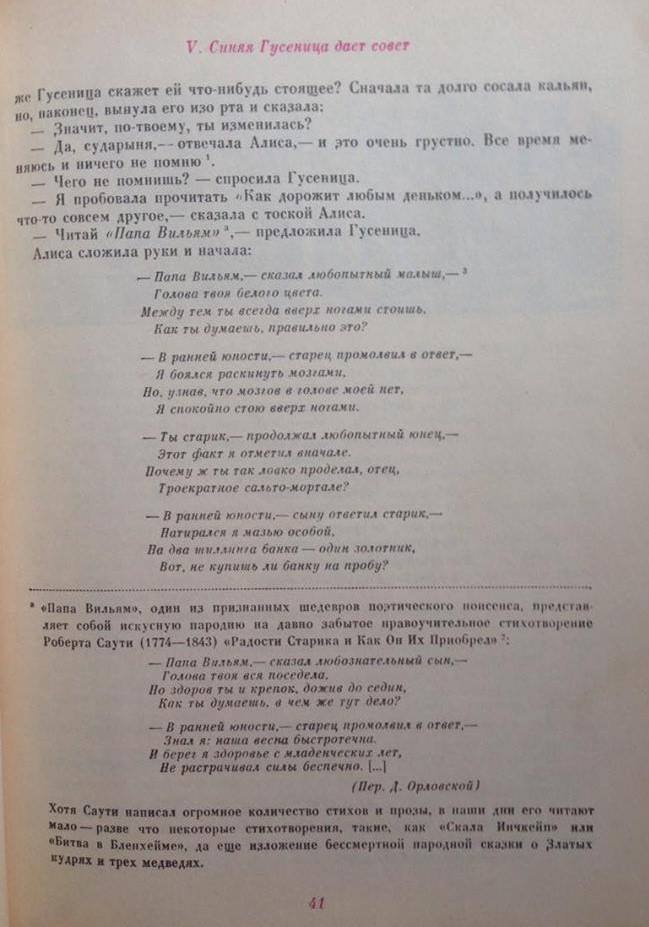 V. Синяя Гусеница дает совет
же Гусеница скажет ей что-нибудь стоящее? Сначала та долго сосала кальян,
но, наконец, вынула его изо рта и сказала:
— Значит, по-твоему, ты изменилась?
— Да, сударыня,— отвечала Алиса,— и это очень грустно. Все время ме-
няюсь и ничего не помню ¹.
— Чего не помнишь? — спросила Гусеница.
— Я пробовала прочитать «Как дорожит любым деньком...», а получилось
что-то совсем другое,— сказала с тоской Алиса.
— Читай «Папа Вильям» ª,— предложила Гусеница.
Алиса сложила руки и начала:
— Папа Вильям,— сказал любопытный малыш,— ³
Голова твоя белого цвета.
Между тем ты всегда вверх ногами стоишь.
Как ты думаешь, правильно это?
— В ранней юности,— старец промолвил в ответ,—
Я боялся раскинуть мозгами,
Но, узнав, что мозгов в голове моей нет,
Я спокойно стою вверх ногами.
— Ты старик,— продолжал любопытный юнец,—
Этот факт я отметил вначале.
Почему ж ты так ловко проделал, отец,
Троекратное сальто-мортале?
— В ранней юности,— сыну ответил старик,—
Натирался я мазью особой,
На два шиллинга банка — один золотник,
Вот, не купишь ли банку на пробу?
ª «Папа Вильям», один из признанных шедевров поэтического нонсенса, представ-
ляет собой искусную пародию на давно забытое нравоучительное стихотворение
Роберта Саути (1774—1843) «Радости Старика и Как Он Их Приобрел» ²:
— Папа Вильям,— сказал любознательный сын,—
Голова твоя вся поседела.
Но здоров ты и крепок, дожив до седин,
Как ты думаешь, в чем же тут дело?
— В ранней юности,— старец промолвил в ответ,—
Знал я: наша весна быстротечна.
И берег я здоровье с младенческих лет,
Не растрачивал силы беспечно. [...]
(Пер. Д. Орловской)
Хотя Саути написал огромное количество стихов и прозы, в наши дни его читают
мало — разве что некоторые стихотворения, такие, как «Скала Инчкейп» или
«Битва в Бленхейме», да еще изложение бессмертной народной сказки о Златых
кудрях и трех медведях.
41